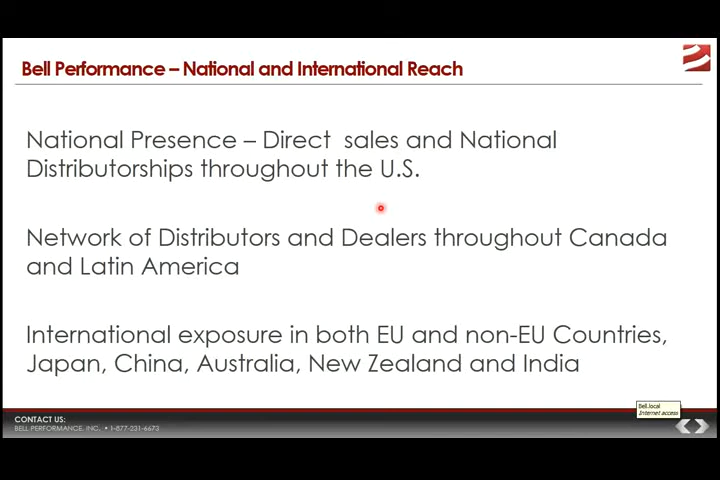 Bell Performance – National and International Reach
National Presence – Direct sales and National
Distributorships throughout the U.S.
Network of Distributors and Dealers throughout Canada
and Latin America
International exposure in both EU and non-EU Countries,
Japan, China, Australia, New Zealand and India
Bell.local
Internet access
CONTACT US:
BELL PERFORMANCE, INC. • 1-877-231-6673